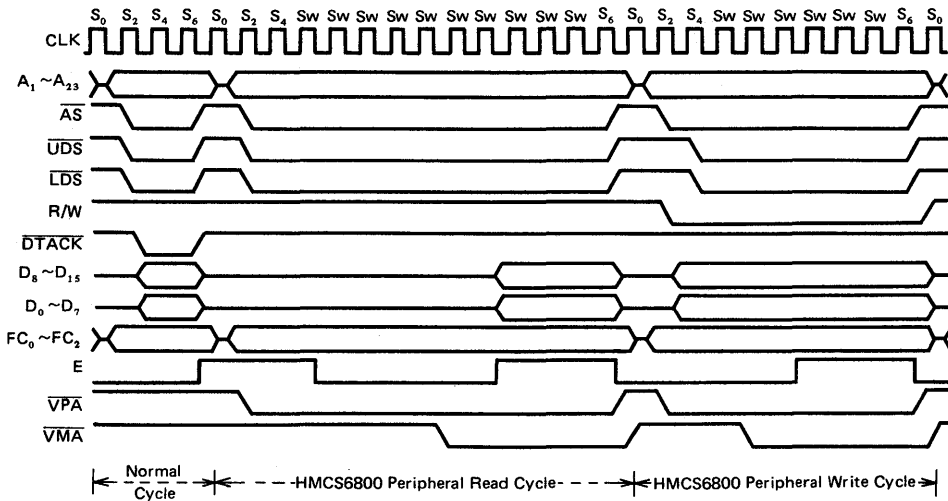 S₀ S₂ S₄ S₆ S₀ S₂ S₄ Sw Sw Sw Sw Sw Sw Sw Sw Sw Sw S₆ S₀ S₂ S₄ Sw Sw Sw Sw Sw Sw S₆ S₀
CLK
A₁ ~A₂₃
AS
UDS
LDS
R/W
DTACK
D₈ ~D₁₅
D₀ ~D₇
FC₀ ~FC₂
E
VPA
VMA
Normal Cycle
HMCS6800 Peripheral Read Cycle
HMCS6800 Peripheral Write Cycle